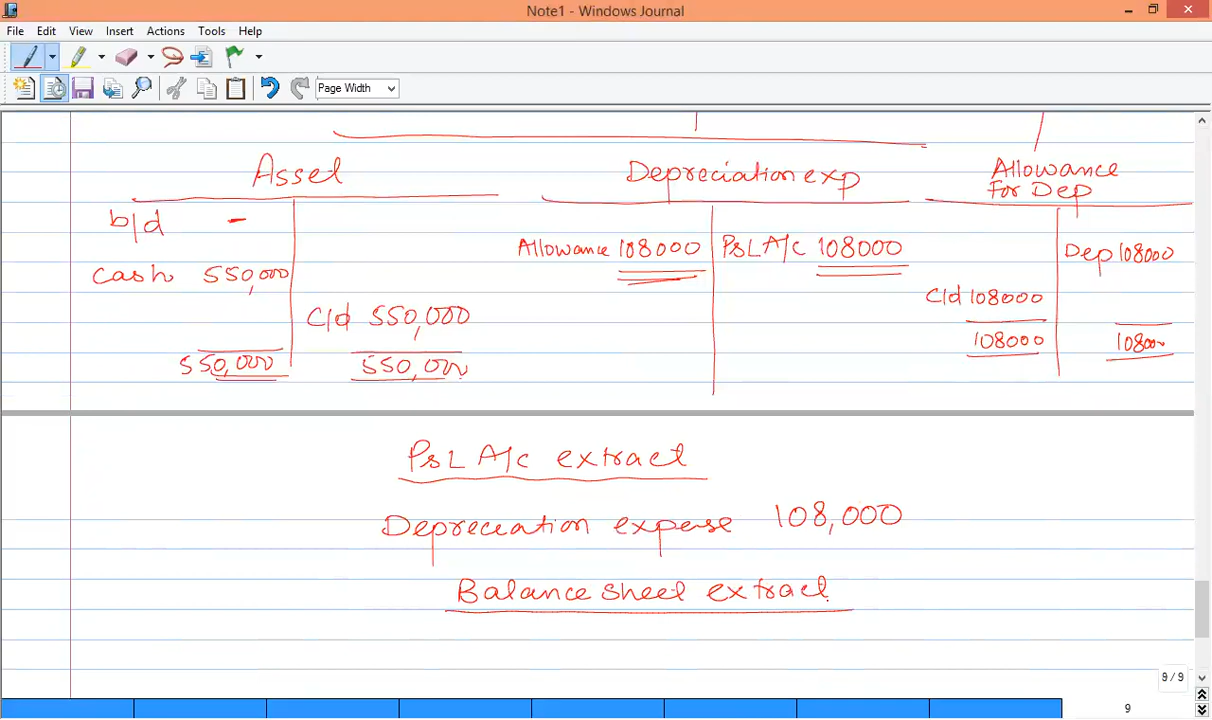 Note1 - Windows Journal
File Edit View Insert Actions Tools Help
Page Width
Asset Depreciation exp Allowance
For Dep
b/d - Allowance 108000 P&L A/c 108000 Dep 108000
Cash 550,000 C/d 108000
C/d 550,000 108000 108000
550,000 550,000
P&L A/c extract
Depreciation expense 108,000
Balance sheet extract
9 / 9
9